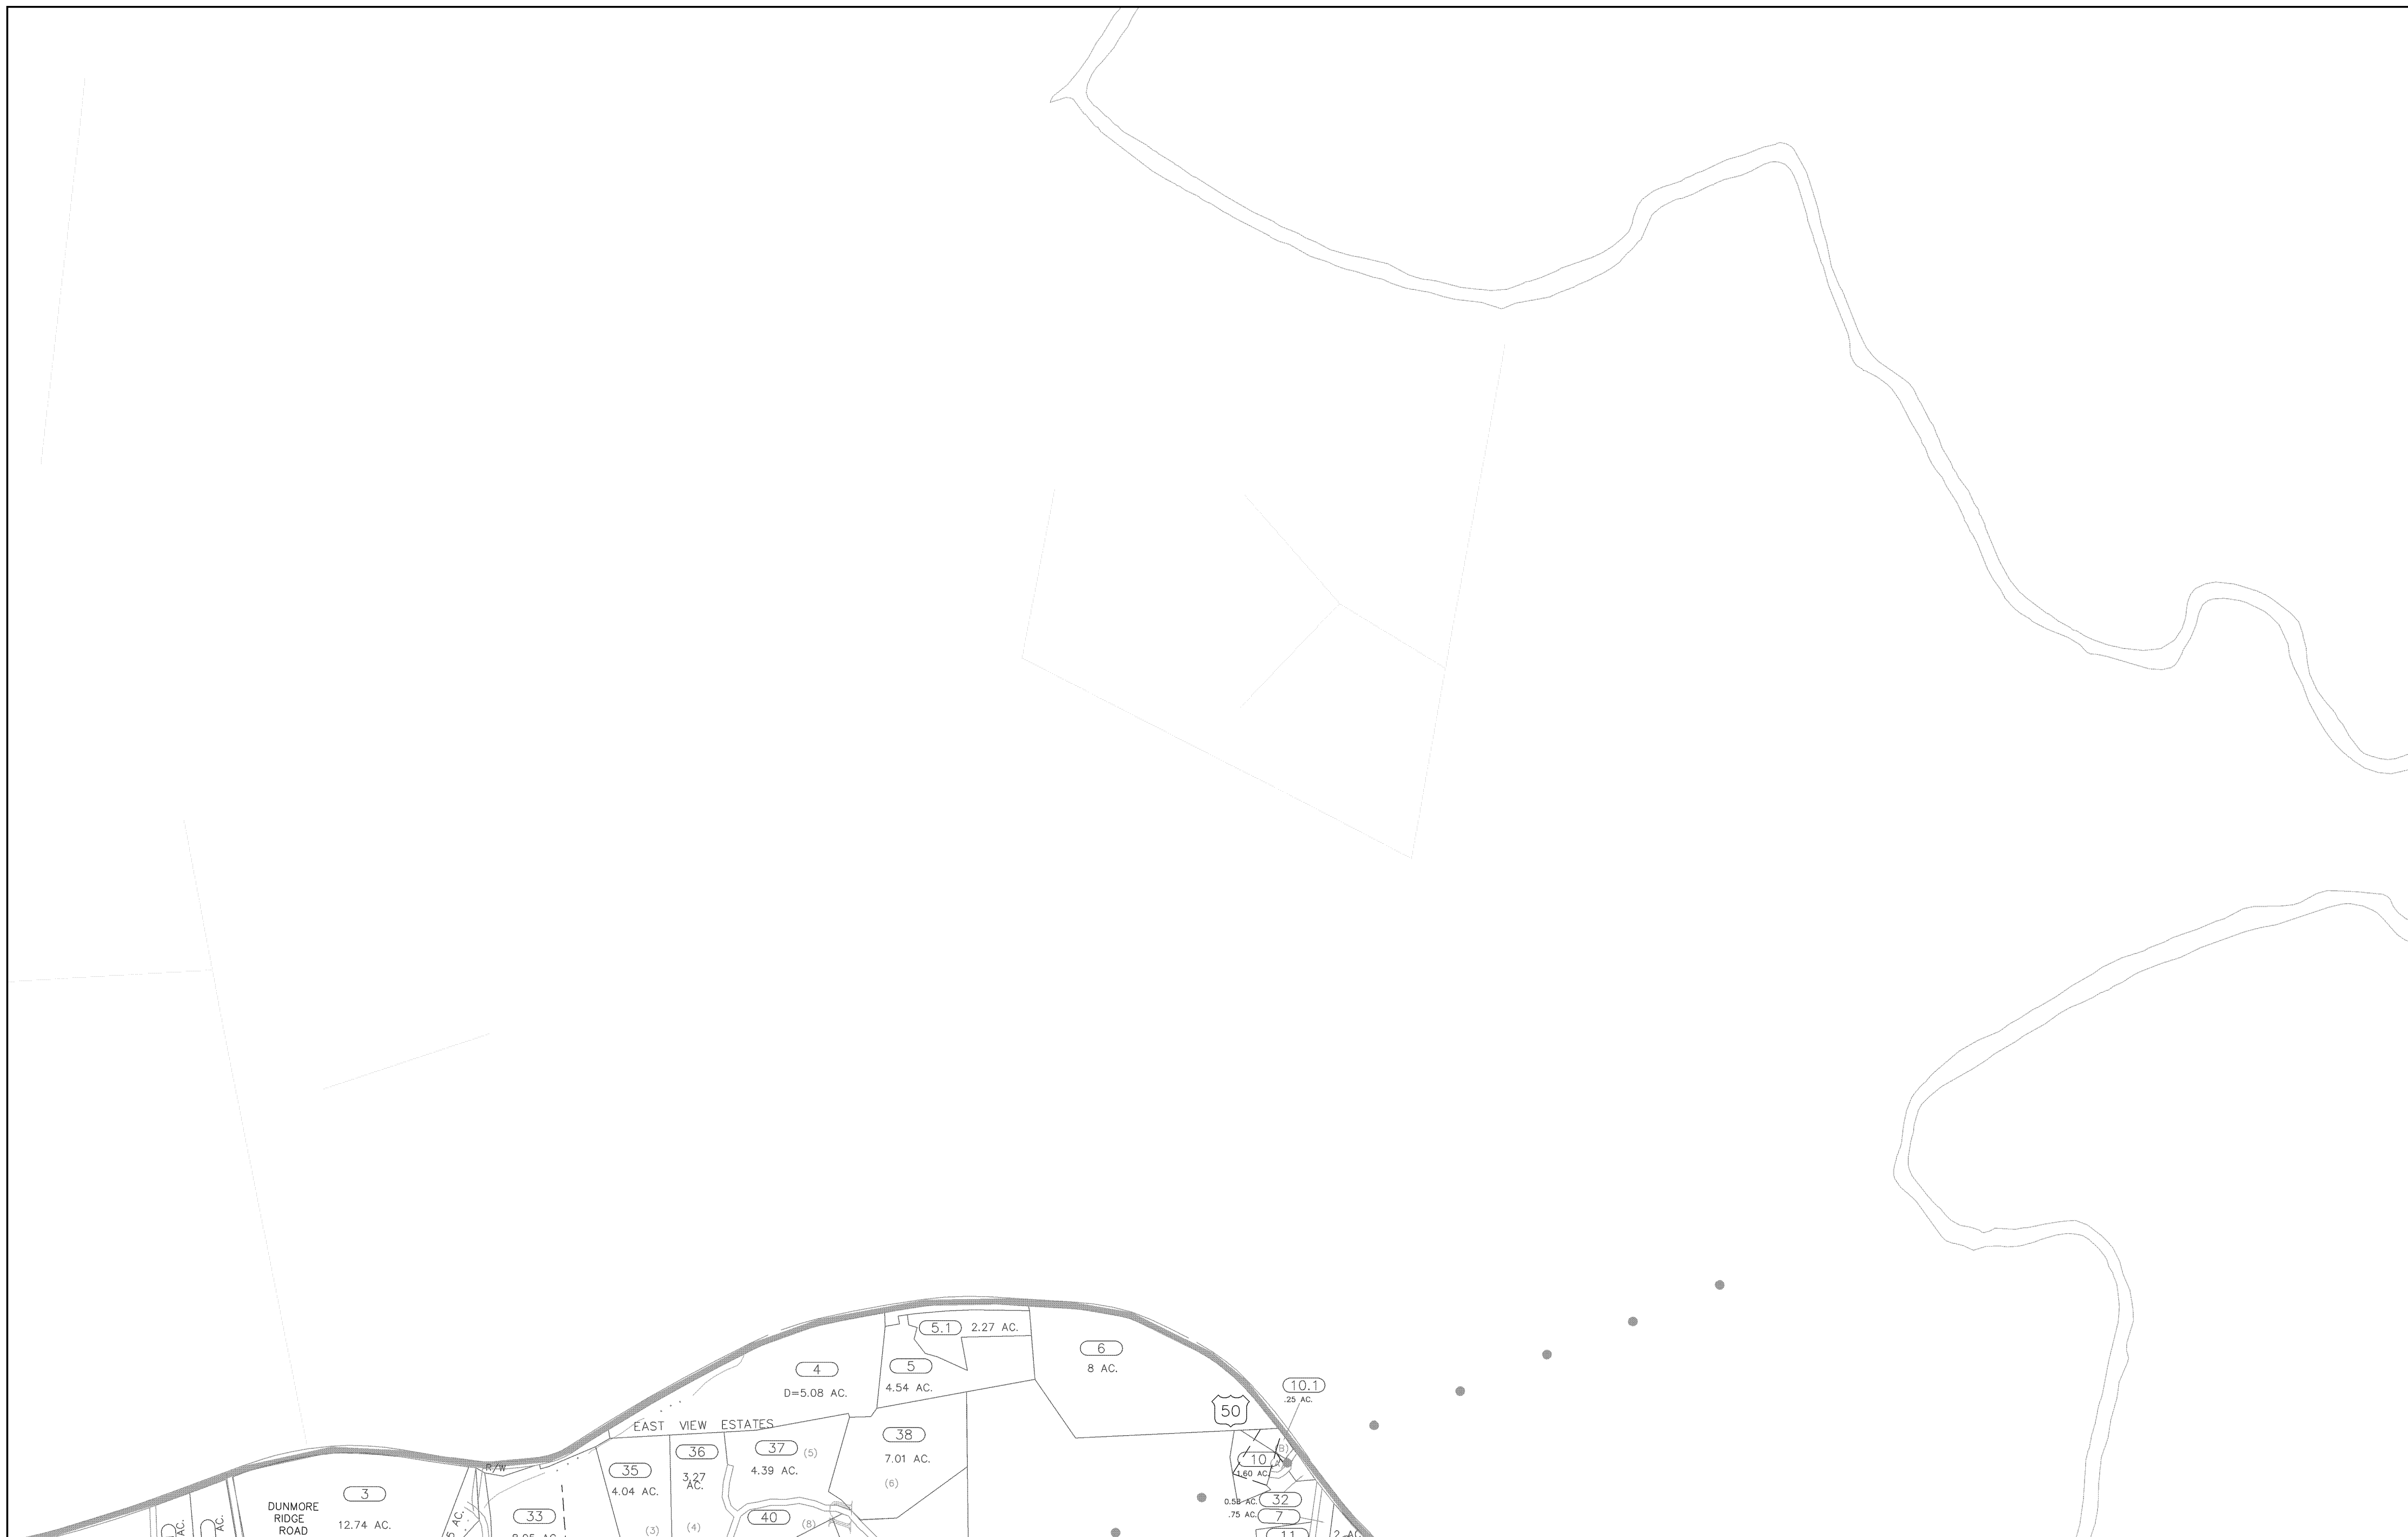 5.1 2.27 AC.
6
8 AC.
4
D=5.08 AC.
5
4.54 AC.
10.1
.25 AC.
50
EAST VIEW ESTATES
38
7.01 AC.
(6)
37 (5)
4.39 AC.
36
3.27
AC.
35
4.04 AC.
(3)
(4)
R/W
10
1.60 AC.
(B)
3
12.74 AC.
DUNMORE
RIDGE
ROAD
33
40
(8)
0.58 AC. 32
.75 AC. 7
11
AC.
AC.
AC.